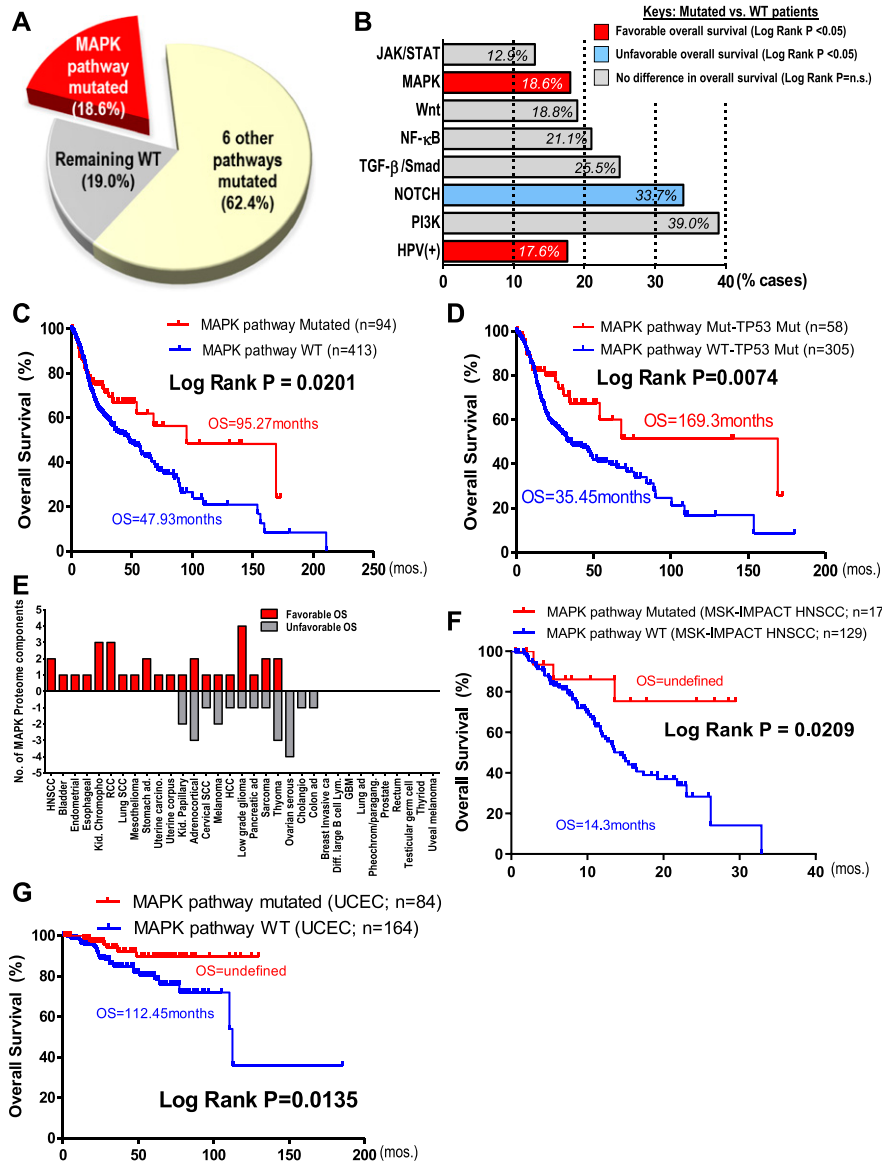 A
MAPK
pathway
mutated
(18.6%)
Remaining WT
(19.0%)
6 other
pathways
mutated
(62.4%)
B
Keys: Mutated vs. WT patients
Favorable overall survival (Log Rank P <0.05)
Unfavorable overall survival (Log Rank P <0.05)
No difference in overall survival (Log Rank P=n.s.)
JAK/STAT 12.9%
MAPK 18.6%
Wnt 18.8%
NF-κB 21.1%
TGF-β/Smad 25.5%
NOTCH 33.7%
PI3K 39.0%
HPV(+) 17.6%
0 10 20 30 40 (% cases)
C
MAPK pathway Mutated (n=94)
MAPK pathway WT (n=413)
Log Rank P = 0.0201
OS=95.27months
OS=47.93months
Overall Survival (%)
100
80
60
40
20
0
0 50 100 150 200 250 (mos.)
D
MAPK pathway Mut-TP53 Mut (n=58)
MAPK pathway WT-TP53 Mut (n=305)
Log Rank P=0.0074
OS=169.3months
OS=35.45months
Overall Survival (%)
100
80
60
40
20
0
0 50 100 150 200 (mos.)
E
Favorable OS
Unfavorable OS
No. of MAPK Proteome components
5
4
3
2
1
0
-1
-2
-3
-4
-5
HNSCC
Bladder
Endometrial
Esophageal
Kid. Chromopho
RCC
Lung SCC
Mesothelioma
Stomach ad.
Uterine carcinc.
Uterine corpus
Kid. Papillary
Adrenocortical
Cervical SCC
Melanoma
HCC
Low grade glioma
Pancreatic ad
Sarcoma
Thyoma
Ovarian serous
Cholangio
Colon ad
Breast Invasive ca
Diff. large B cell Lym.
GBM
Lung ad
Pheochrom/paragang.
Prostate
Rectum
Testicular germ cell
Thyriod
Uveal melanoma
F
MAPK pathway Mutated (MSK-IMPACT HNSCC; n=17
MAPK pathway WT (MSK-IMPACT HNSCC; n=129)
OS=undefined
Log Rank P = 0.0209
OS=14.3months
Overall Survival (%)
100
80
60
40
20
0
0 10 20 30 40 (mos.)
G
MAPK pathway mutated (UCEC; n=84)
MAPK pathway WT (UCEC; n=164)
OS=undefined
OS=112.45months
Log Rank P=0.0135
Overall Survival (%)
100
80
60
40
20
0
0 50 100 150 200 (mos.)